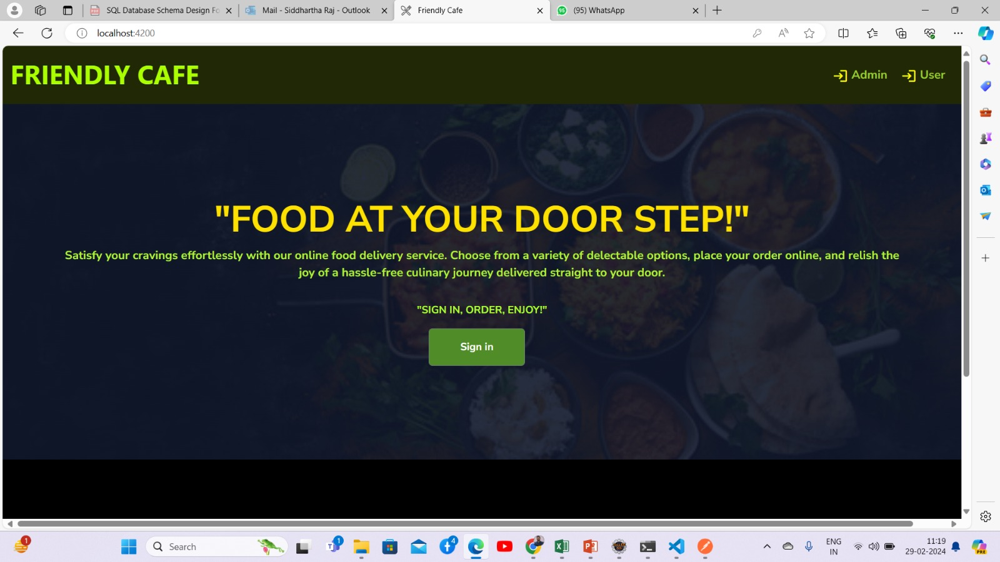 SQL Database Schema Design Fo
Mail - Siddhartha Raj - Outlook
Friendly Cafe
(95) WhatsApp
localhost:4200
FRIENDLY CAFE
Admin
User
"FOOD AT YOUR DOOR STEP!"
Satisfy your cravings effortlessly with our online food delivery service. Choose from a variety of delectable options, place your order online, and relish the
joy of a hassle-free culinary journey delivered straight to your door.
"SIGN IN, ORDER, ENJOY!"
Sign in
1
Search
1
4
ENG
IN
11:19
29-02-2024
PRE